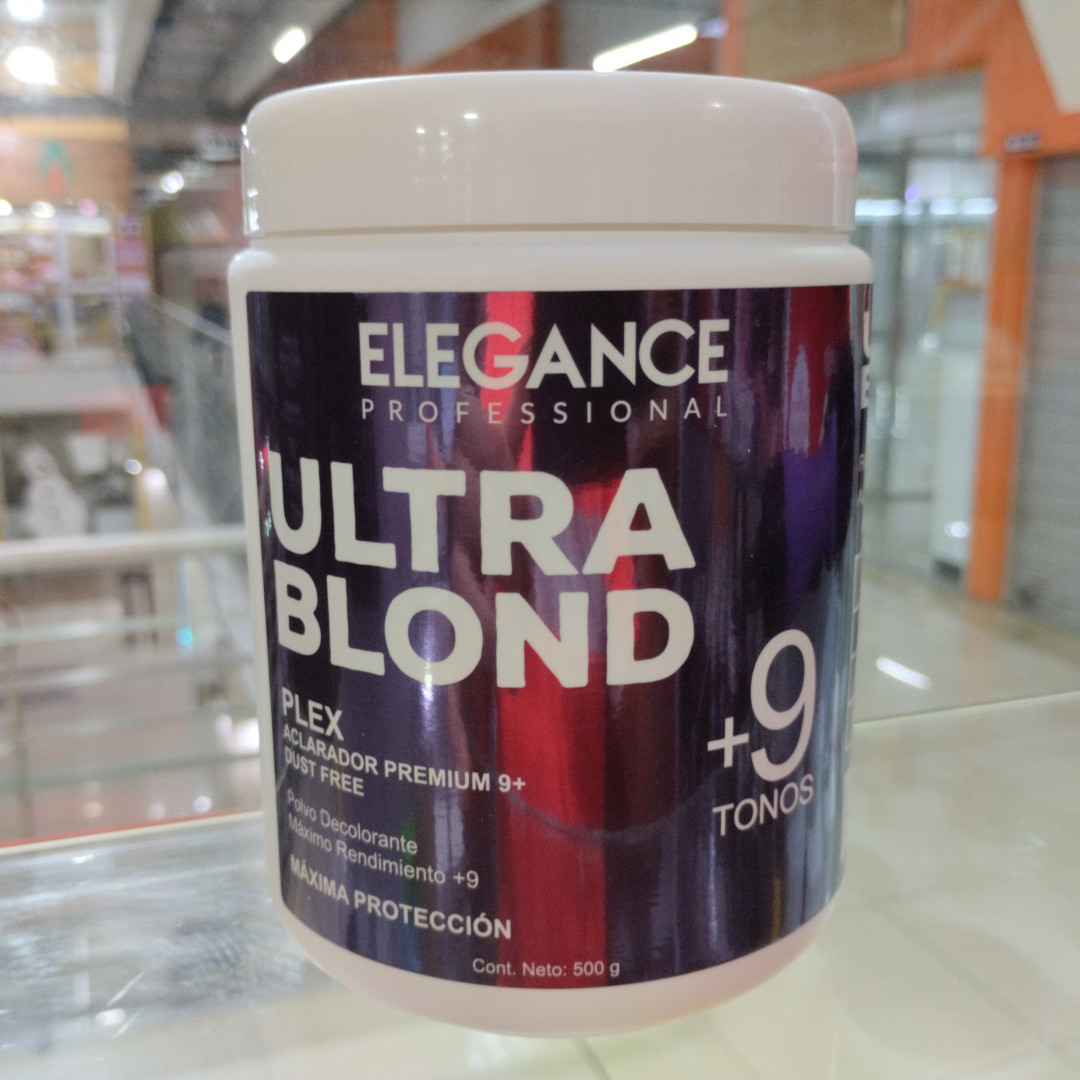 ELEGANCE
PROFESSIONAL
ULTRA
BLOND
PLEX
ACLARADOR PREMIUM 9+
DUST FREE
Polvo Decolorante
Máximo Rendimiento +9
MÁXIMA PROTECCIÓN
+9
TONOS
Cont. Neto: 500 g